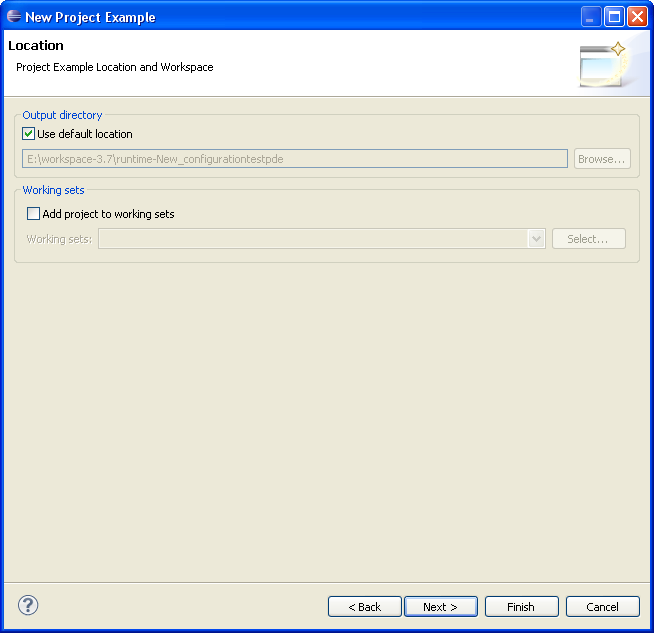 New Project Example
Location
Project Example Location and Workspace
Output directory
Use default location
E:\workspace-3.7\runtime-New_configurationtestpde
Browse...
Working sets
Add project to working sets
Working sets:
Select...
?
< Back
Next >
Finish
Cancel